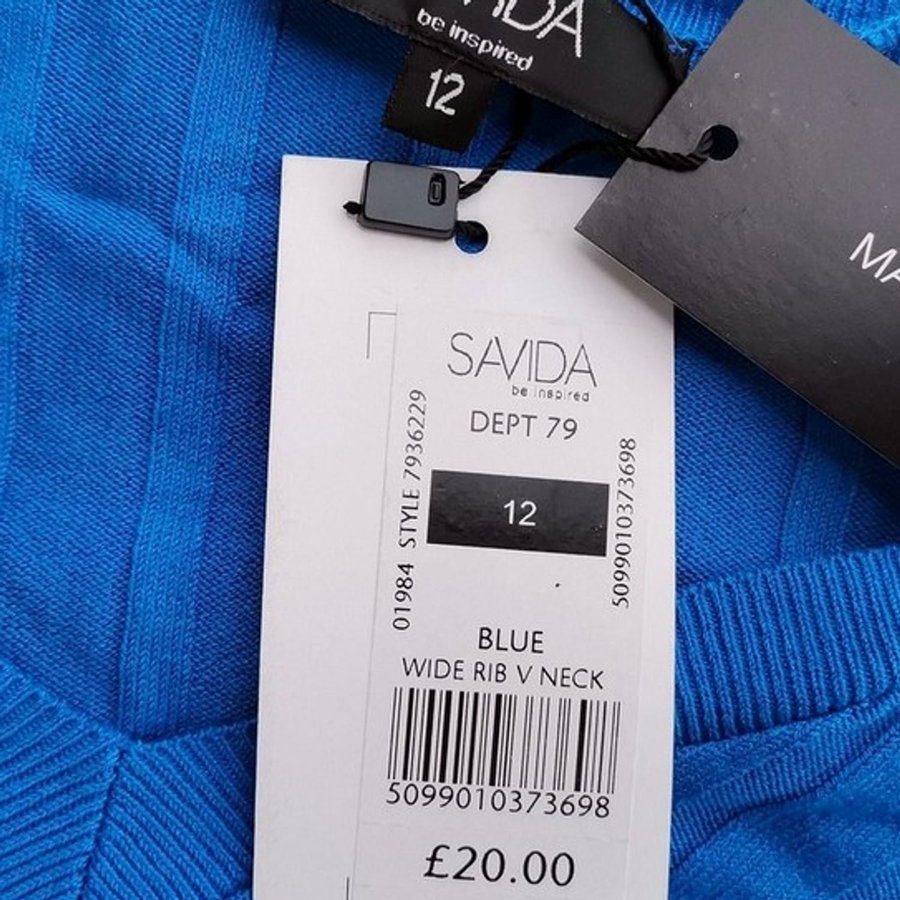 be inspired
12
SAVIDA
be inspired
DEPT 79
01984 STYLE 7936229
12
5099010373698
BLUE
WIDE RIB V NECK
5099010373698
£20.00